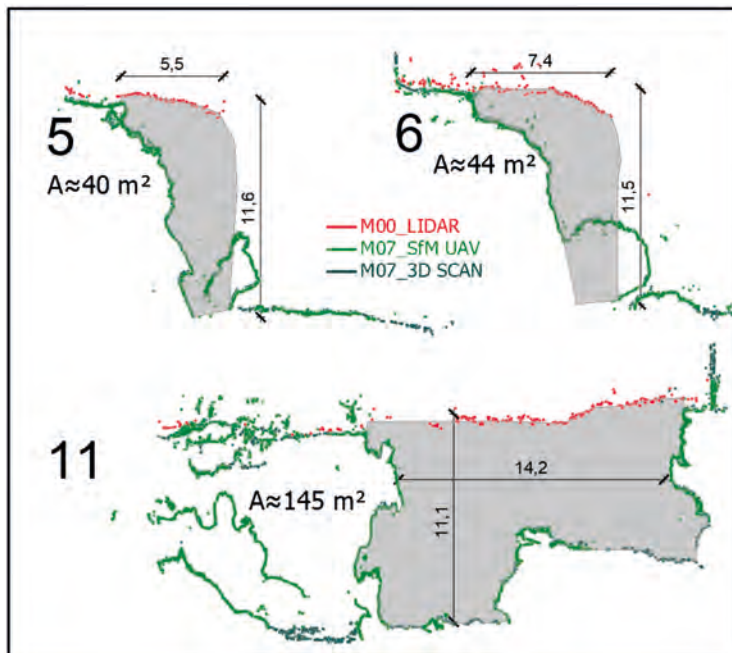 5,5
7,4
5
6
A≈40 m²
A≈44 m²
11,6
11,5
M00_LIDAR
M07_SfM UAV
M07_3D SCAN
11
A≈145 m²
14,2
11,1